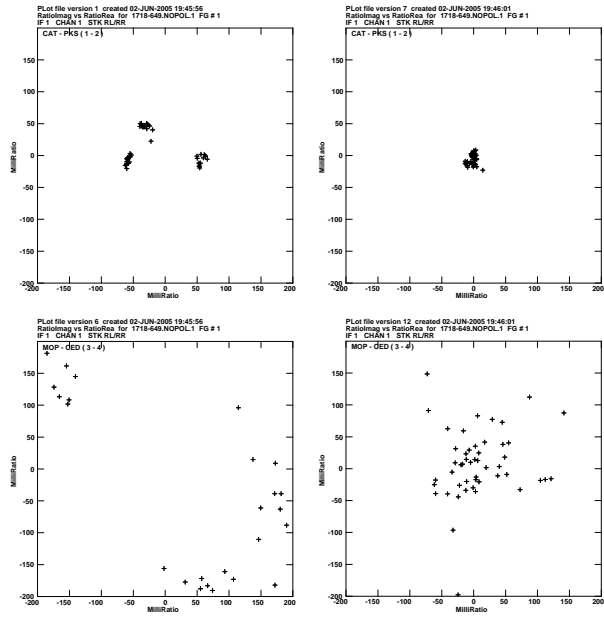 PLot file version 1 created 02-JUN-2005 19:45:56
RatioImag vs RatioRea for 1718-649.NOPOL.1 FG # 1
IF 1 CHAN 1 STK RL/RR
CAT - PKS ( 1 - 2 )
150
100
50
0
-50
-100
-150
-200
MilliRatio
-200 -150 -100 -50 0 50 100 150 200
MilliRatio
PLot file version 7 created 02-JUN-2005 19:46:01
RatioImag vs RatioRea for 1718-649.NOPOL.1 FG # 1
IF 1 CHAN 1 STK RL/RR
CAT - PKS ( 1 - 2 )
150
100
50
0
-50
-100
-150
-200
MilliRatio
-200 -150 -100 -50 0 50 100 150 200
MilliRatio
PLot file version 6 created 02-JUN-2005 19:45:56
RatioImag vs RatioRea for 1718-649.NOPOL.1 FG # 1
IF 1 CHAN 1 STK RL/RR
MOP - CED ( 3 - 4 )
150
100
50
0
-50
-100
-150
-200
MilliRatio
-200 -150 -100 -50 0 50 100 150 200
MilliRatio
PLot file version 12 created 02-JUN-2005 19:46:01
RatioImag vs RatioRea for 1718-649.NOPOL.1 FG # 1
IF 1 CHAN 1 STK RL/RR
MOP - CED ( 3 - 4 )
150
100
50
0
-50
-100
-150
-200
MilliRatio
-200 -150 -100 -50 0 50 100 150 200
MilliRatio